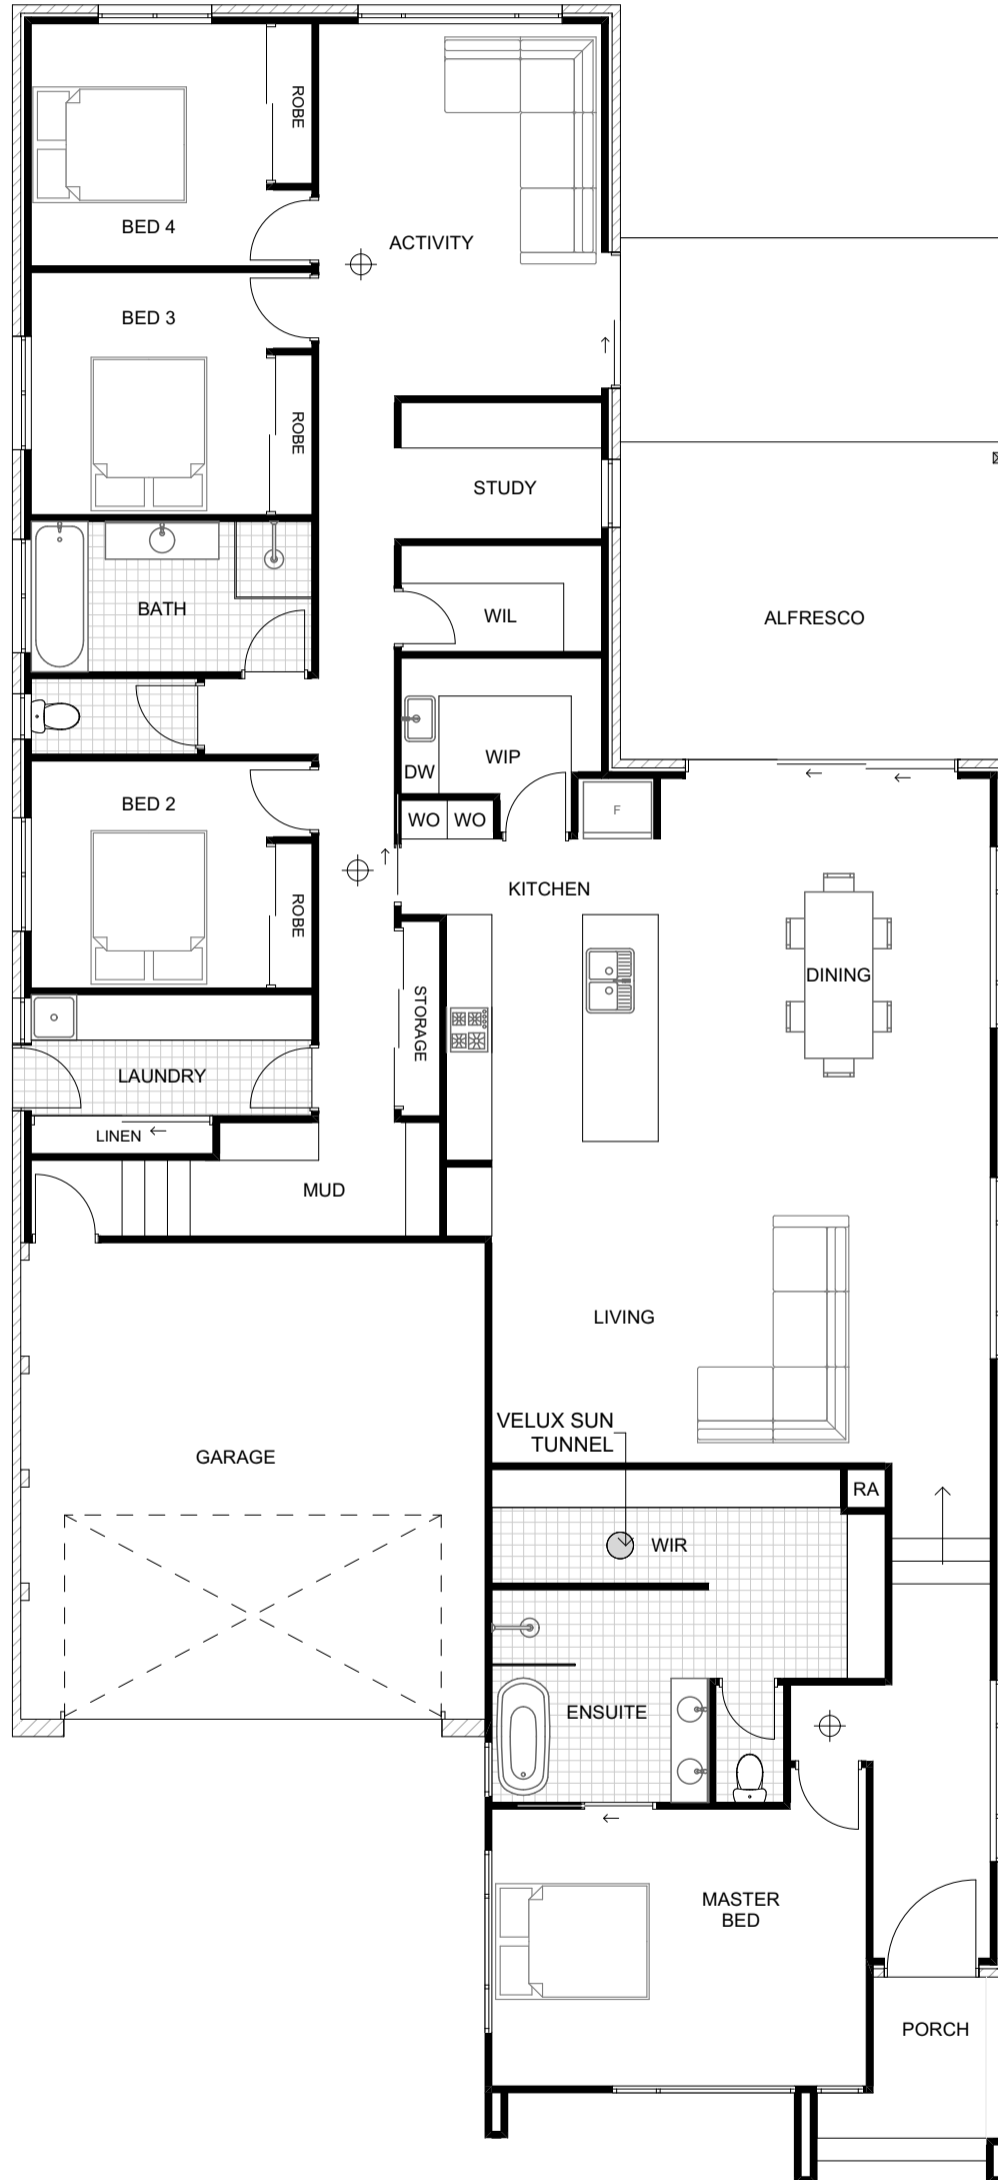 ROBE
BED 4
ACTIVITY
BED 3
ROBE
STUDY
BATH
WIL
ALFRESCO
WIP
DW
BED 2
WO
WO
F
KITCHEN
ROBE
DINING
STORAGE
LAUNDRY
LINEN
MUD
LIVING
VELUX SUN
TUNNEL
GARAGE
RA
WIR
ENSUITE
MASTER
BED
PORCH